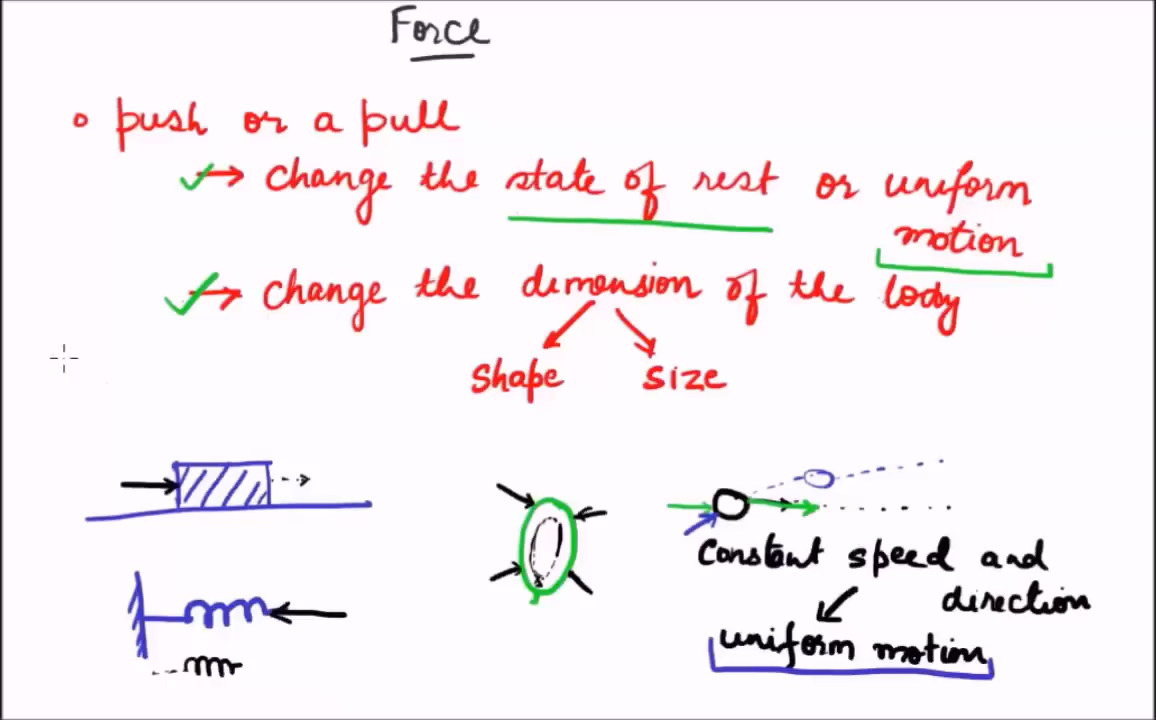 Force
push or a pull
→ change the state of rest or uniform
motion
→ change the dimension of the body
shape size
constant speed and
direction
uniform motion